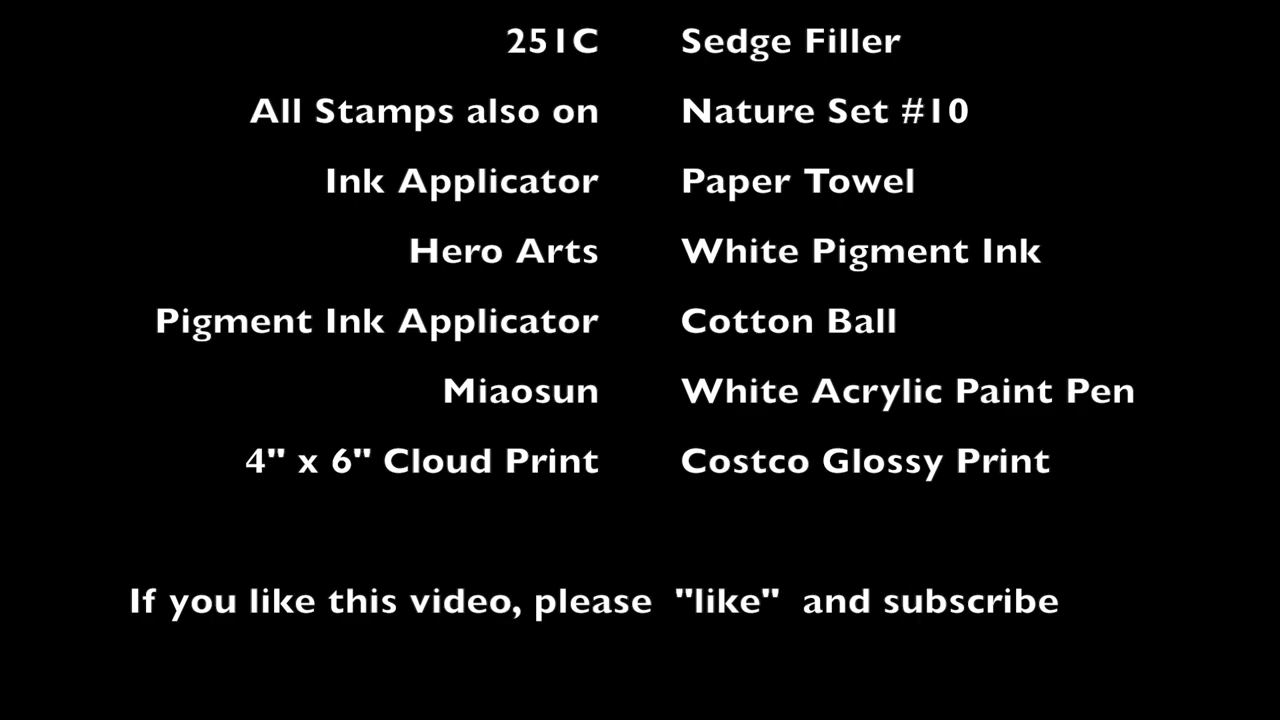 251C Sedge Filler
All Stamps also on Nature Set #10
Ink Applicator Paper Towel
Hero Arts White Pigment Ink
Pigment Ink Applicator Cotton Ball
Miaosun White Acrylic Paint Pen
4" x 6" Cloud Print Costco Glossy Print
If you like this video, please "like" and subscribe